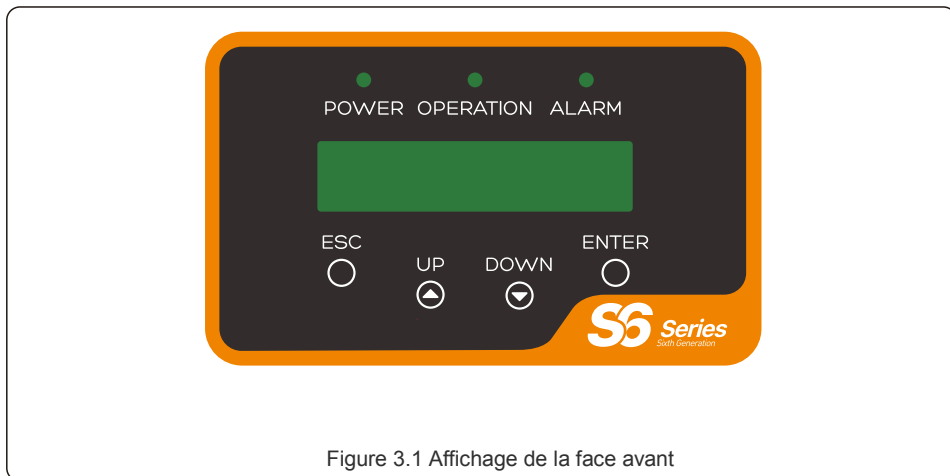 POWER OPERATION ALARM
ESC ENTER
UP DOWN
S6 Series
Sixth Generation
Figure 3.1 Affichage de la face avant